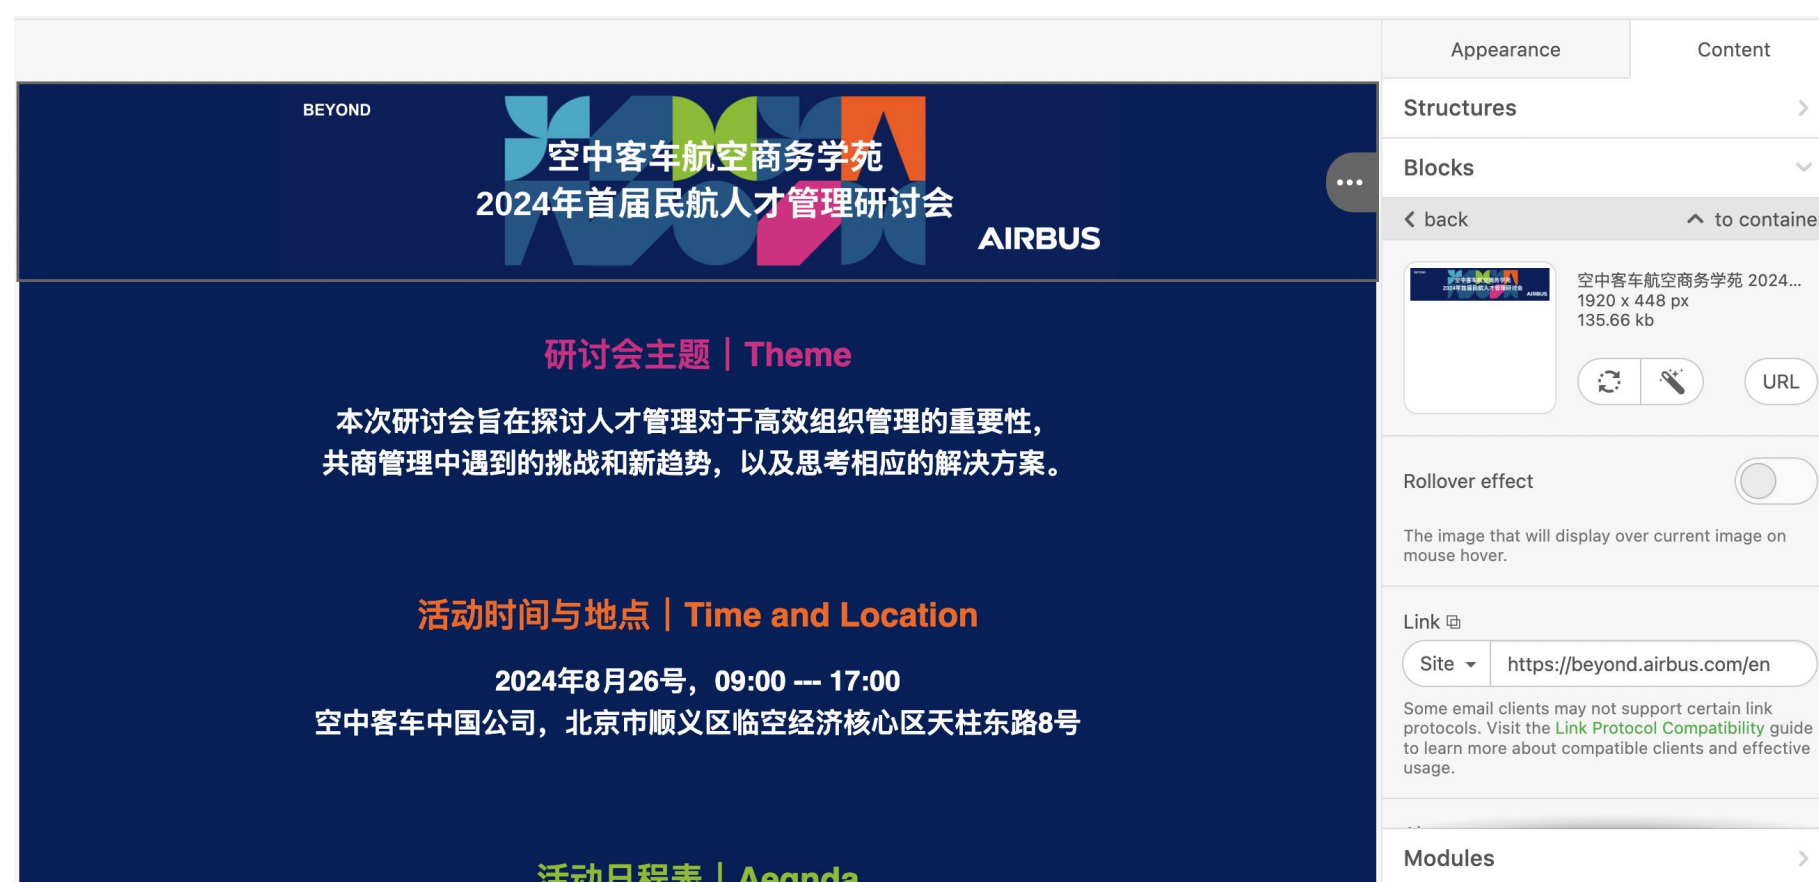 BEYOND
空中客车航空商务学苑
2024年首届民航人才管理研讨会
AIRBUS
研讨会主题｜Theme
本次研讨会旨在探讨人才管理对于高效组织管理的重要性，
共商管理中遇到的挑战和新趋势，以及思考相应的解决方案。
活动时间与地点｜Time and Location
2024年8月26号，09:00 --- 17:00
空中客车中国公司，北京市顺义区临空经济核心区天柱东路8号
活动日程表｜Aegnda
Appearance
Content
Structures
Blocks
back
to containe
空中客车航空商务学苑 2024...
1920 x 448 px
135.66 kb
URL
Rollover effect
The image that will display over current image on
mouse hover.
Link
Site
https://beyond.airbus.com/en
Some email clients may not support certain link
protocols. Visit the Link Protocol Compatibility guide
to learn more about compatible clients and effective
usage.
Modules